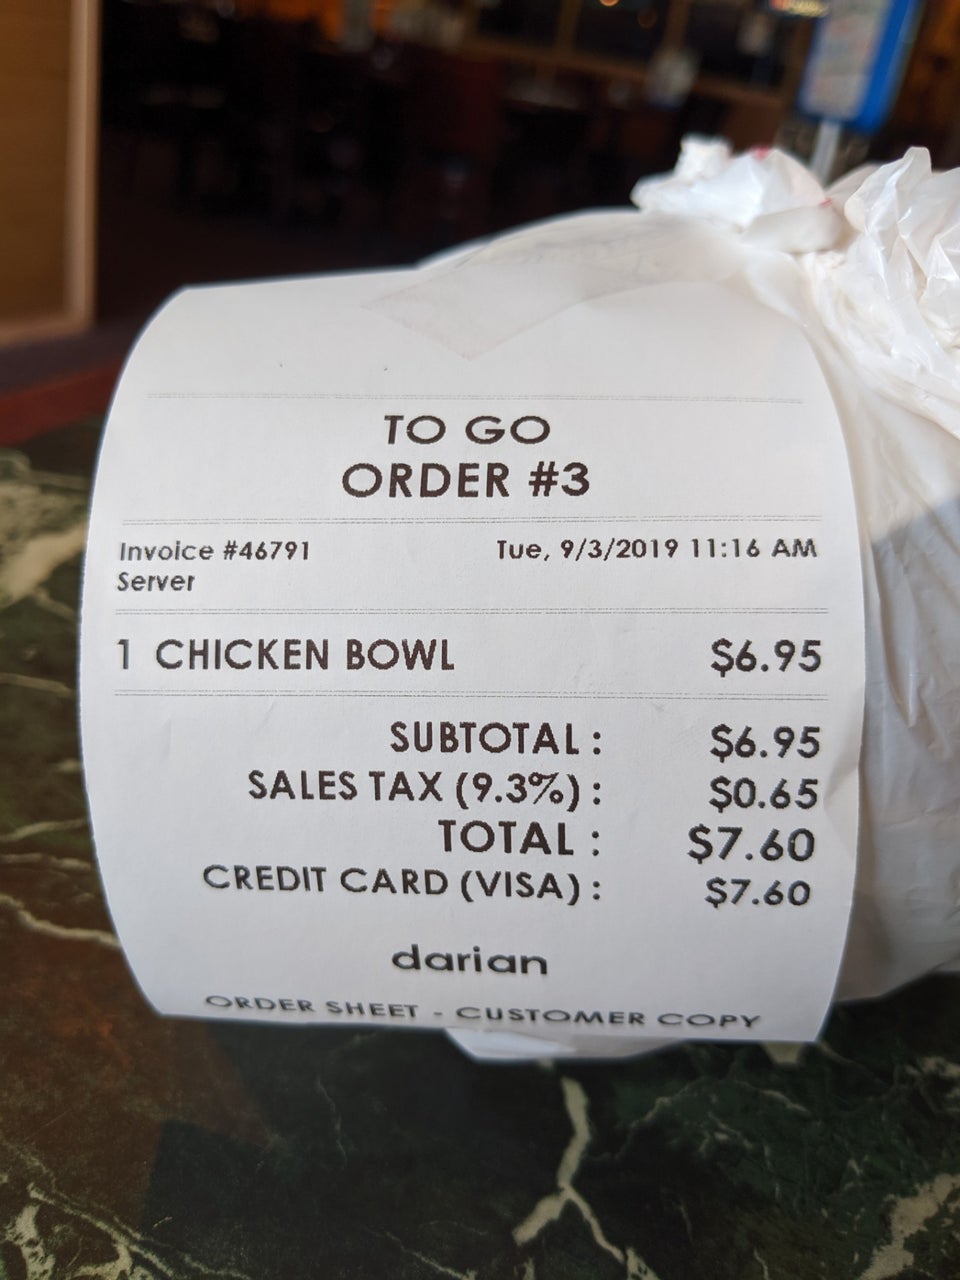 TO GO
ORDER #3
Invoice #46791 Tue, 9/3/2019 11:16 AM
Server
1 CHICKEN BOWL $6.95
SUBTOTAL : $6.95
SALES TAX (9.3%) : $0.65
TOTAL : $7.60
CREDIT CARD (VISA) : $7.60
darian
ORDER SHEET - CUSTOMER COPY